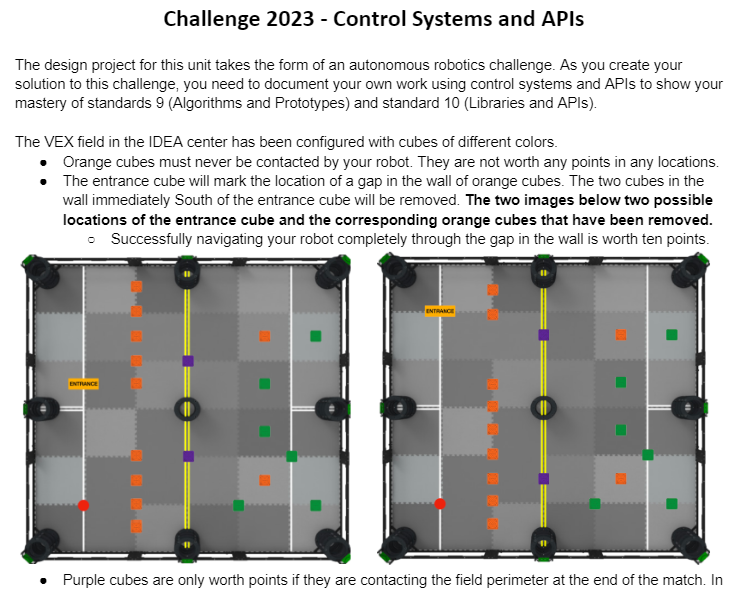 Challenge 2023 - Control Systems and APIs
The design project for this unit takes the form of an autonomous robotics challenge. As you create your
solution to this challenge, you need to document your own work using control systems and APIs to show your
mastery of standards 9 (Algorithms and Prototypes) and standard 10 (Libraries and APIs).
The VEX field in the IDEA center has been configured with cubes of different colors.
● Orange cubes must never be contacted by your robot. They are not worth any points in any locations.
● The entrance cube will mark the location of a gap in the wall of orange cubes. The two cubes in the
wall immediately South of the entrance cube will be removed. The two images below two possible
locations of the entrance cube and the corresponding orange cubes that have been removed.
○ Successfully navigating your robot completely through the gap in the wall is worth ten points.
ENTRANCE
ENTRANCE
● Purple cubes are only worth points if they are contacting the field perimeter at the end of the match. In